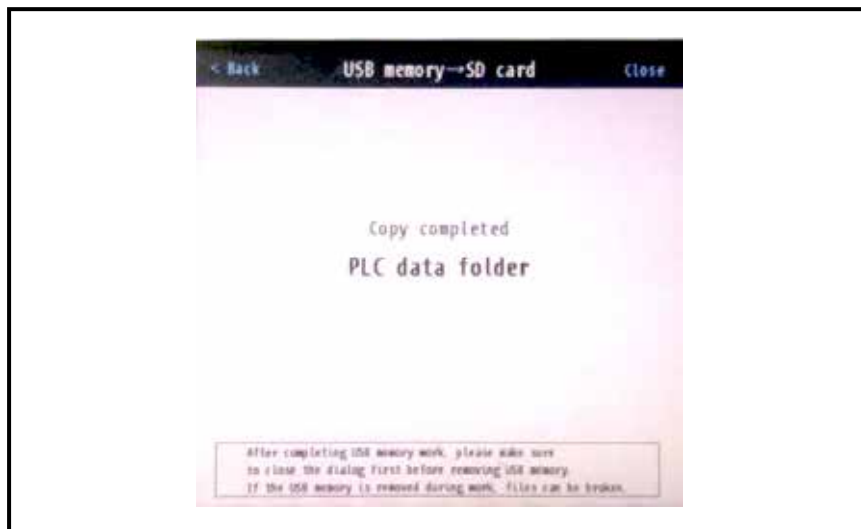 < Back USB memory→SD card Close
Copy completed
PLC data folder
After completing USB memory work, please make sure
to close the dialog first before removing USB memory.
If the USB memory is removed during work, files can be broken.